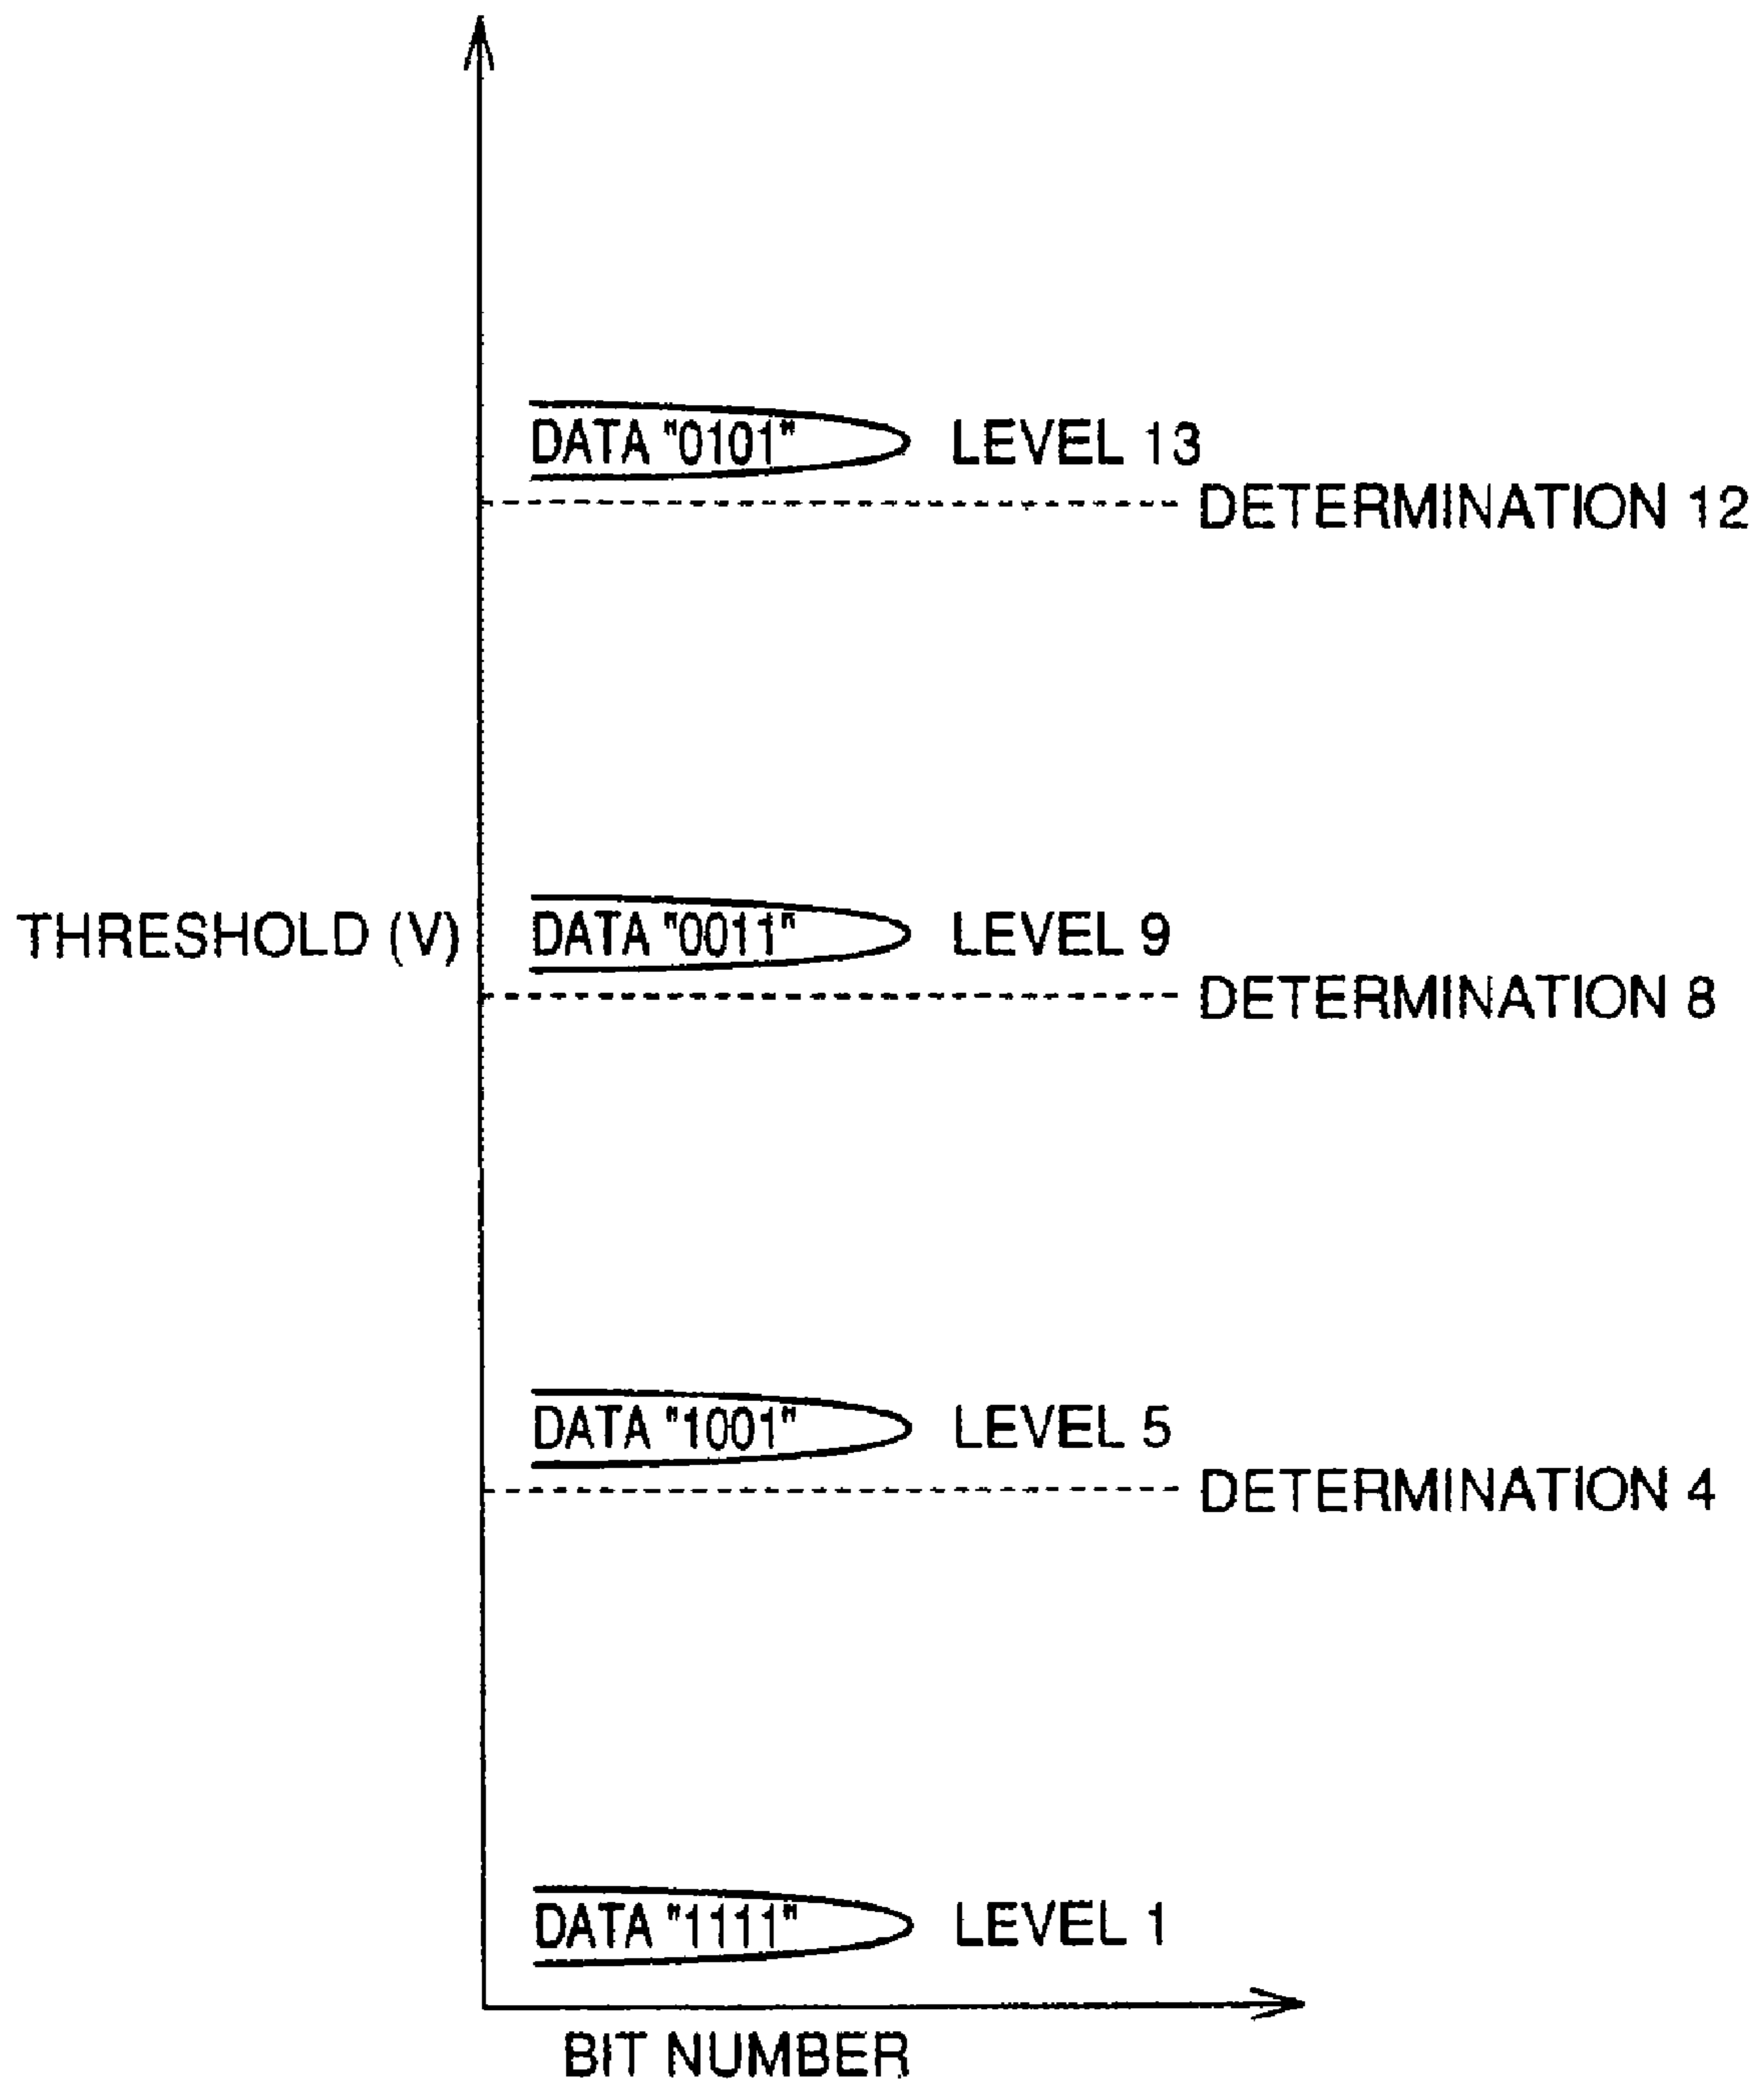 DATA "0101" LEVEL 13
DETERMINATION 12
THRESHOLD (V) DATA "0011" LEVEL 9
DETERMINATION 8
DATA "1001" LEVEL 5
DETERMINATION 4
DATA "1111" LEVEL 1
BIT NUMBER